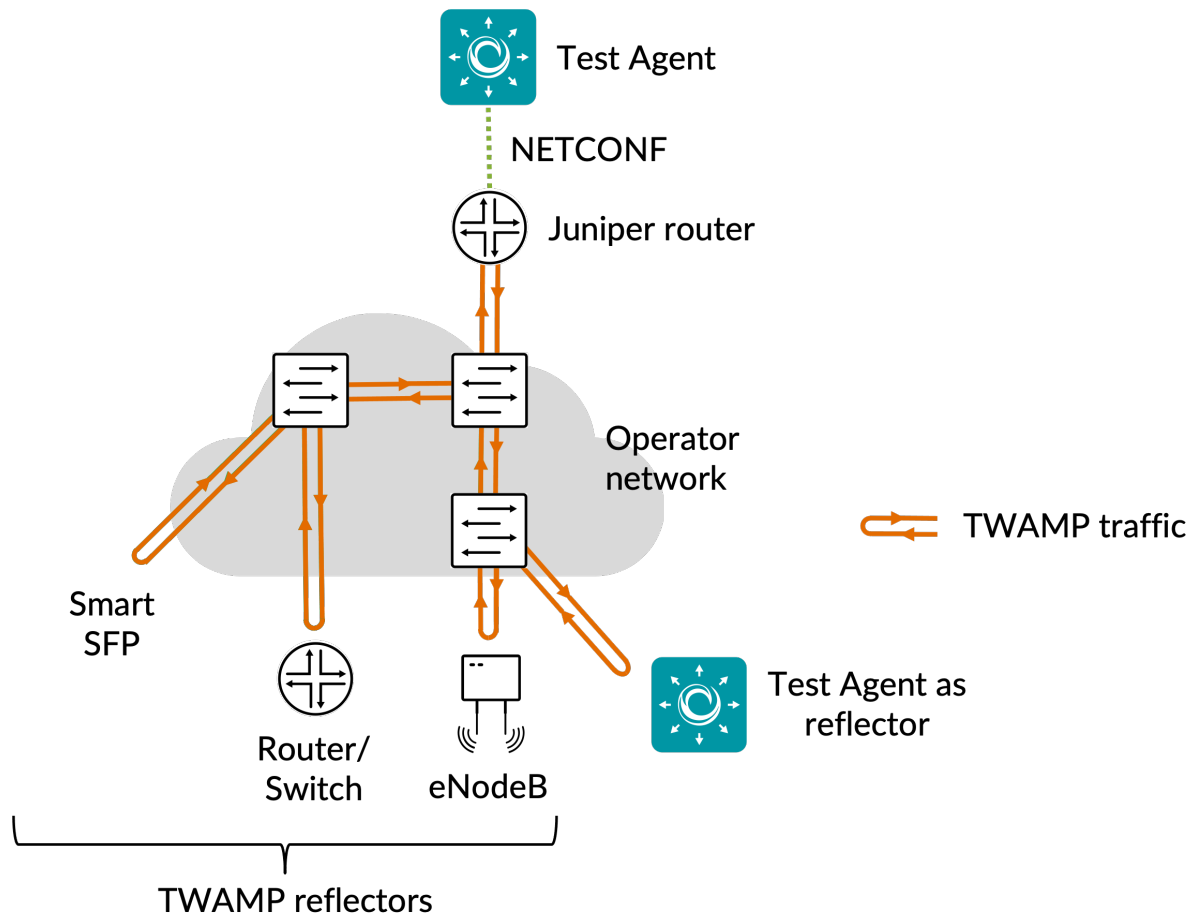 Test Agent
NETCONF
Juniper router
Operator
network
TWAMP traffic
Smart
SFP
Test Agent as
reflector
Router/
Switch
eNodeB
TWAMP reflectors